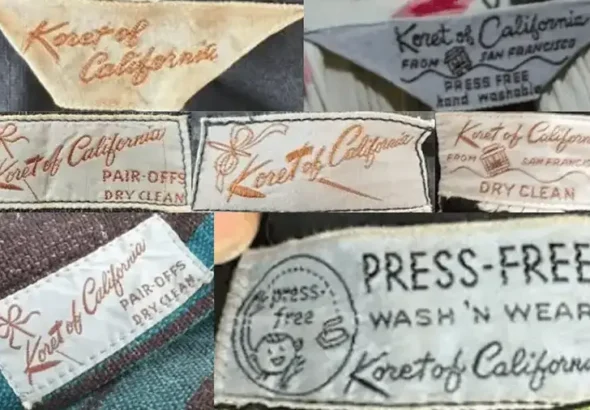 Koret of
California
Koret of California
FROM SAN FRANCISCO
PRESS FREE
hand washable
Koret of California
PAIR-OFFS
DRY CLEAN
Koret of California
Koret of Californ
FROM SAN FRANCIS
DRY CLEAN
Koret of California
PAIR-OFFS
DRY CLEAN
PRESS-FREE
WASH 'N WEAR
Koret of California
press-
free